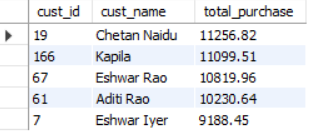 cust_id cust_name total_purchase
19 Chetan Naidu 11256.82
166 Kapila 11099.51
67 Eshwar Rao 10819.96
61 Aditi Rao 10230.64
7 Eshwar Iyer 9188.45